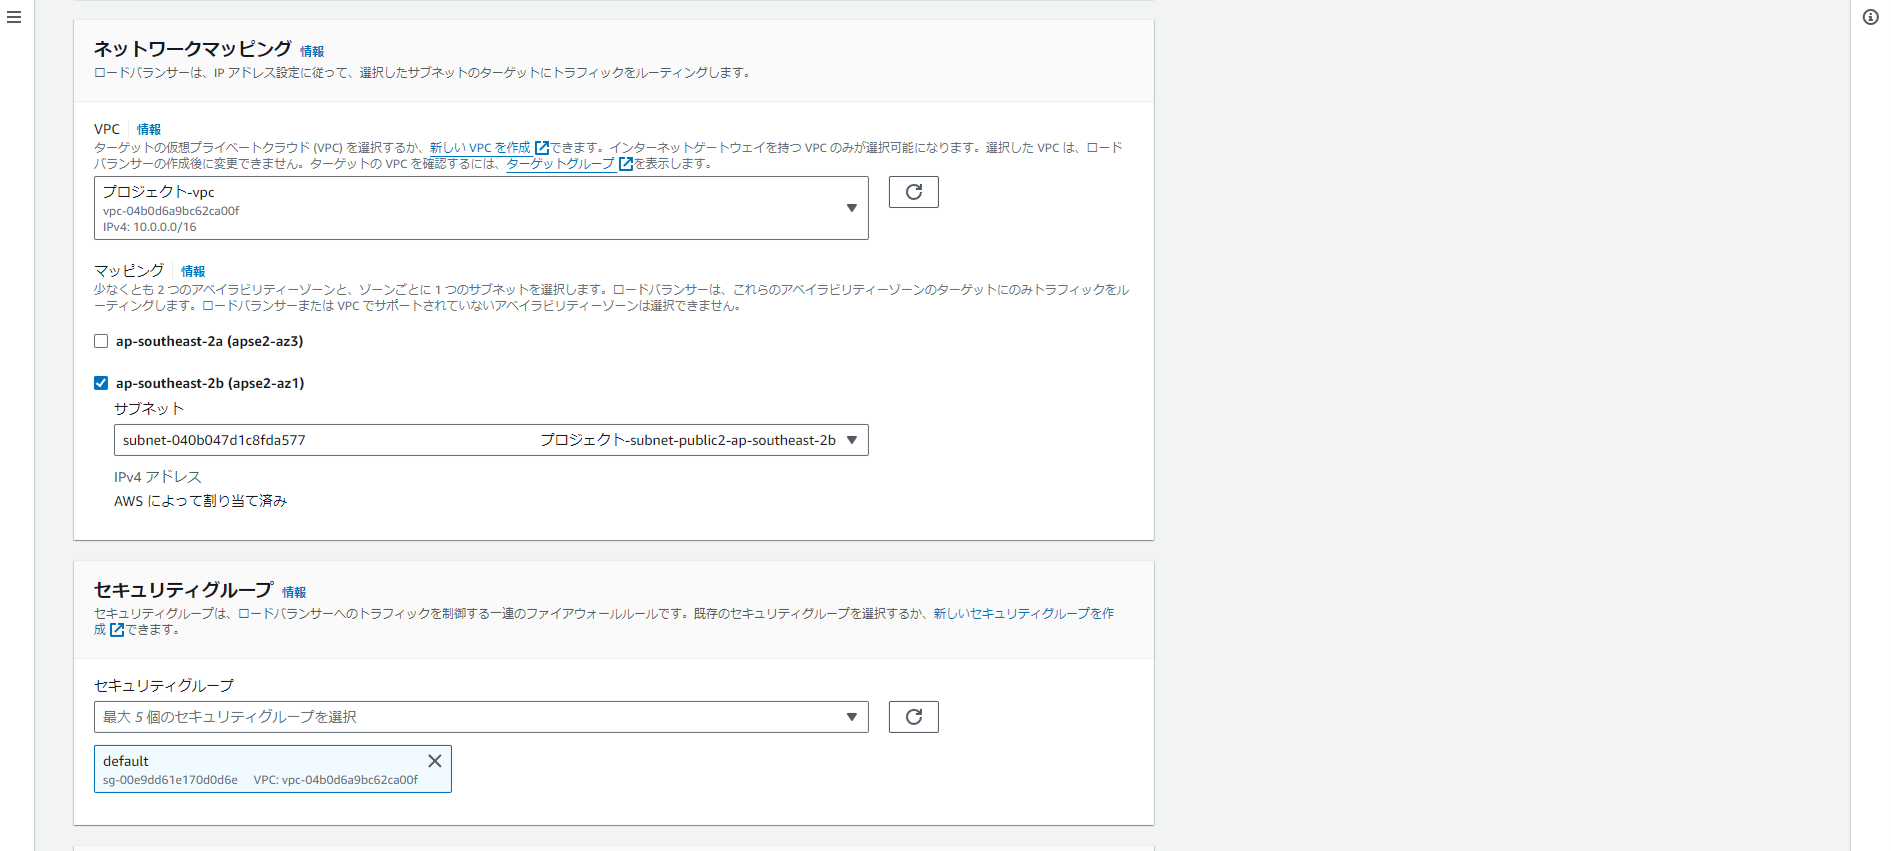 ネットワークマッピング 情報
ロードバランサーは、IP アドレス設定に従って、選択したサブネットのターゲットにトラフィックをルーティングします。
VPC 情報
ターゲットの仮想プライベートクラウド (VPC) を選択するか、新しい VPC を作成できます。インターネットゲートウェイを持つ VPC のみが選択可能になります。選択した VPC は、ロード
バランサーの作成後に変更できません。ターゲットの VPC を確認するには、ターゲットグループを表示します。
プロジェクト-vpc
vpc-04b0d6a9bc62ca00f
IPv4: 10.0.0.0/16
マッピング 情報
少なくとも 2 つのアベイラビリティーゾーンと、ゾーンごとに 1 つのサブネットを選択します。ロードバランサーは、これらのアベイラビリティーゾーンのターゲットにのみトラフィックをル
ーティングします。ロードバランサーまたは VPC でサポートされていないアベイラビリティーゾーンは選択できません。
ap-southeast-2a (apse2-az3)
ap-southeast-2b (apse2-az1)
サブネット
subnet-040b047d1c8fda577 プロジェクト-subnet-public2-ap-southeast-2b
IPv4 アドレス
AWS によって割り当て済み
セキュリティグループ 情報
セキュリティグループは、ロードバランサーへのトラフィックを制御する一連のファイアウォールルールです。既存のセキュリティグループを選択するか、新しいセキュリティグループを作
成できます。
セキュリティグループ
最大 5 個のセキュリティグループを選択
default
sg-00e9dd61e170d0d6e VPC: vpc-04b0d6a9bc62ca00f